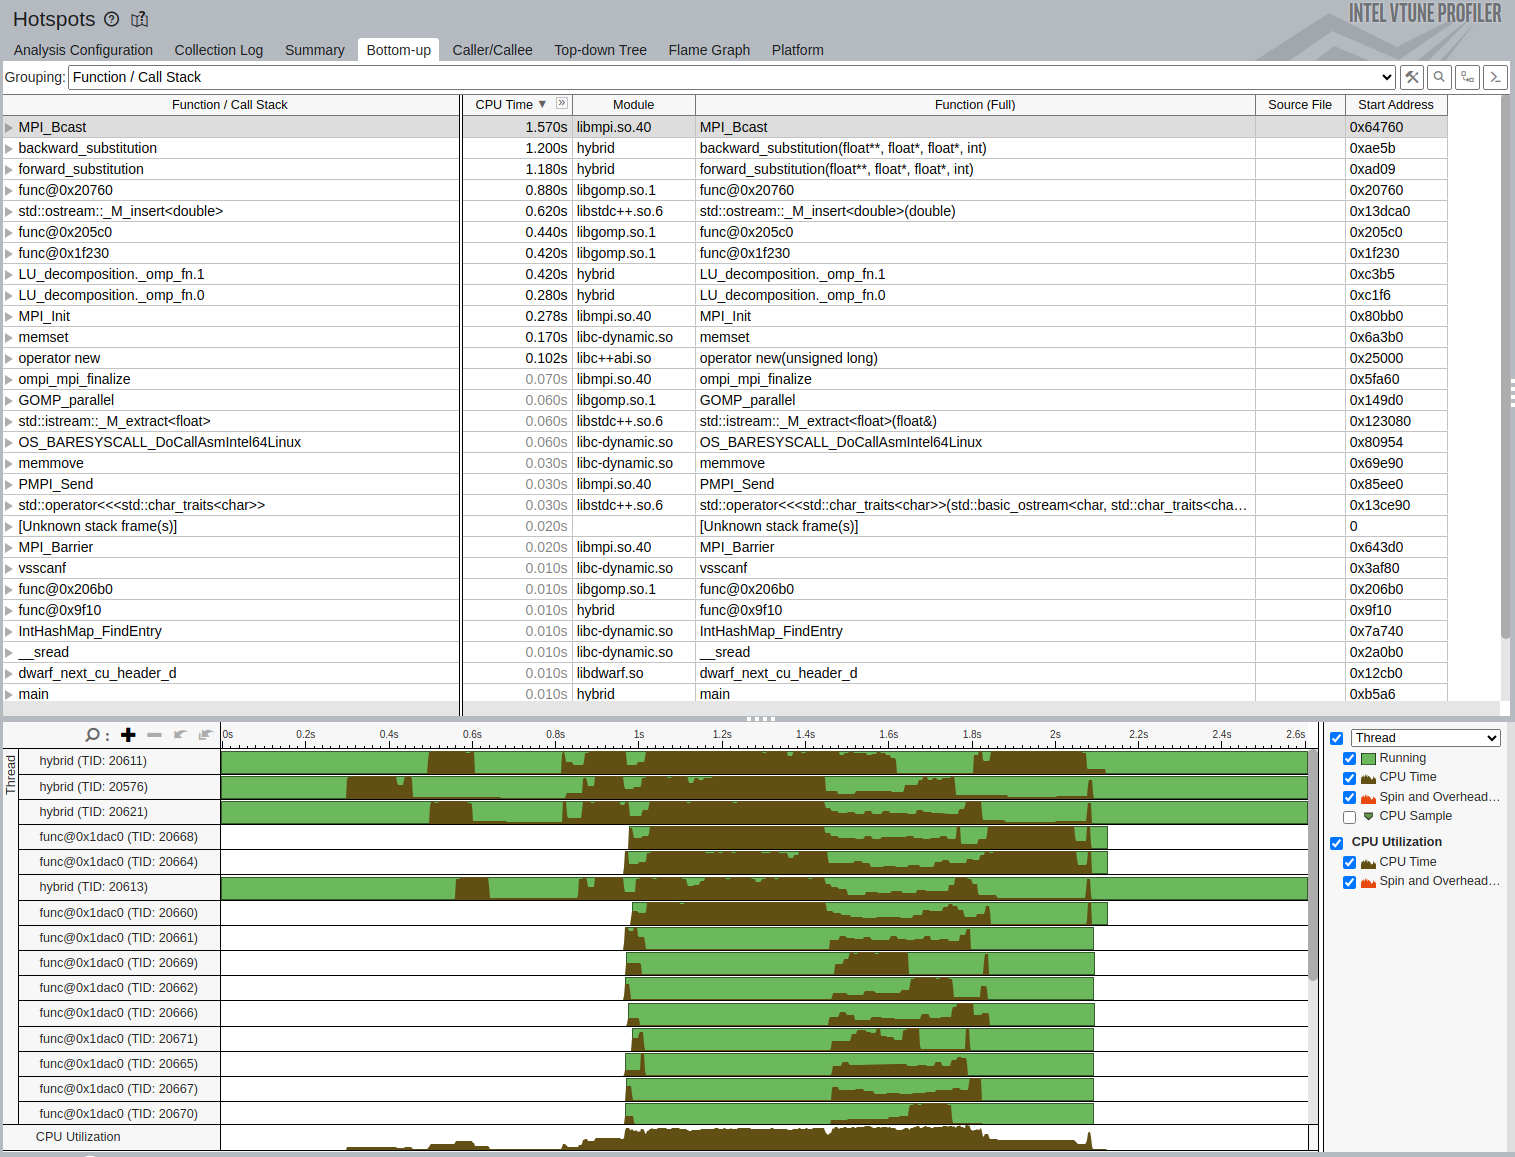 Hotspots
INTEL VTUNE PROFILER
Analysis Configuration Collection Log Summary Bottom-up Caller/Callee Top-down Tree Flame Graph Platform
Grouping: Function / Call Stack
Function / Call Stack CPU Time Module Function (Full) Source File Start Address
MPI_Bcast 1.570s libmpi.so.40 MPI_Bcast 0x64760
backward_substitution 1.200s hybrid backward_substitution(float**, float*, float*, int) 0xae5b
forward_substitution 1.180s hybrid forward_substitution(float**, float*, float*, int) 0xad09
func@0x20760 0.880s libgomp.so.1 func@0x20760 0x20760
std::ostream::_M_insert<double> 0.620s libstdc++.so.6 std::ostream::_M_insert<double>(double) 0x13dca0
func@0x205c0 0.440s libgomp.so.1 func@0x205c0 0x205c0
func@0x1f230 0.420s libgomp.so.1 func@0x1f230 0x1f230
LU_decomposition._omp_fn.1 0.420s hybrid LU_decomposition._omp_fn.1 0xc3b5
LU_decomposition._omp_fn.0 0.280s hybrid LU_decomposition._omp_fn.0 0xc1f6
MPI_Init 0.278s libmpi.so.40 MPI_Init 0x80bb0
memset 0.170s libc-dynamic.so memset 0x6a3b0
operator new 0.102s libc++abi.so operator new(unsigned long) 0x25000
ompi_mpi_finalize 0.070s libmpi.so.40 ompi_mpi_finalize 0x5fa60
GOMP_parallel 0.060s libgomp.so.1 GOMP_parallel 0x149d0
std::istream::_M_extract<float> 0.060s libstdc++.so.6 std::istream::_M_extract<float>(float&) 0x123080
OS_BARESYSCALL_DoCallAsmIntel64Linux 0.060s libc-dynamic.so OS_BARESYSCALL_DoCallAsmIntel64Linux 0x80954
memmove 0.030s libc-dynamic.so memmove 0x69e90
PMPI_Send 0.030s libmpi.so.40 PMPI_Send 0x85ee0
std::operator<<<std::char_traits<char>> 0.030s libstdc++.so.6 std::operator<<<std::char_traits<char>>(std::basic_ostream<char, std::char_traits<cha… 0x13ce90
[Unknown stack frame(s)] 0.020s [Unknown stack frame(s)] 0
MPI_Barrier 0.020s libmpi.so.40 MPI_Barrier 0x643d0
vsscanf 0.010s libc-dynamic.so vsscanf 0x3af80
func@0x206b0 0.010s libgomp.so.1 func@0x206b0 0x206b0
func@0x9f10 0.010s hybrid func@0x9f10 0x9f10
IntHashMap_FindEntry 0.010s libc-dynamic.so IntHashMap_FindEntry 0x7a740
__sread 0.010s libc-dynamic.so __sread 0x2a0b0
dwarf_next_cu_header_d 0.010s libdwarf.so dwarf_next_cu_header_d 0x12cb0
main 0.010s hybrid main 0xb5a6
0s 0.2s 0.4s 0.6s 0.8s 1s 1.2s 1.4s 1.6s 1.8s 2s 2.2s 2.4s 2.6s
Thread
hybrid (TID: 20611)
hybrid (TID: 20576)
hybrid (TID: 20621)
func@0x1dac0 (TID: 20668)
func@0x1dac0 (TID: 20664)
hybrid (TID: 20613)
func@0x1dac0 (TID: 20660)
func@0x1dac0 (TID: 20661)
func@0x1dac0 (TID: 20669)
func@0x1dac0 (TID: 20662)
func@0x1dac0 (TID: 20666)
func@0x1dac0 (TID: 20671)
func@0x1dac0 (TID: 20665)
func@0x1dac0 (TID: 20667)
func@0x1dac0 (TID: 20670)
CPU Utilization
Thread
Running
CPU Time
Spin and Overhead…
CPU Sample
CPU Utilization
CPU Time
Spin and Overhead…